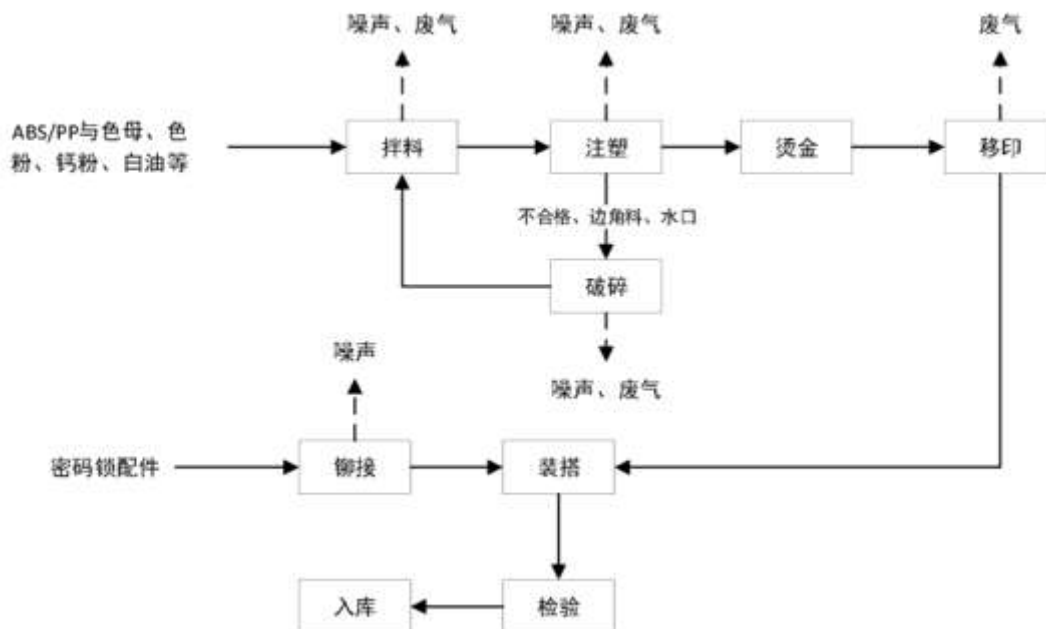 噪声、废气
噪声、废气
废气
ABS/PP与色母、色
粉、钙粉、白油等
拌料
注塑
烫金
移印
不合格、边角料、水口
破碎
噪声、废气
噪声
密码锁配件
铆接
装搭
入库
检验